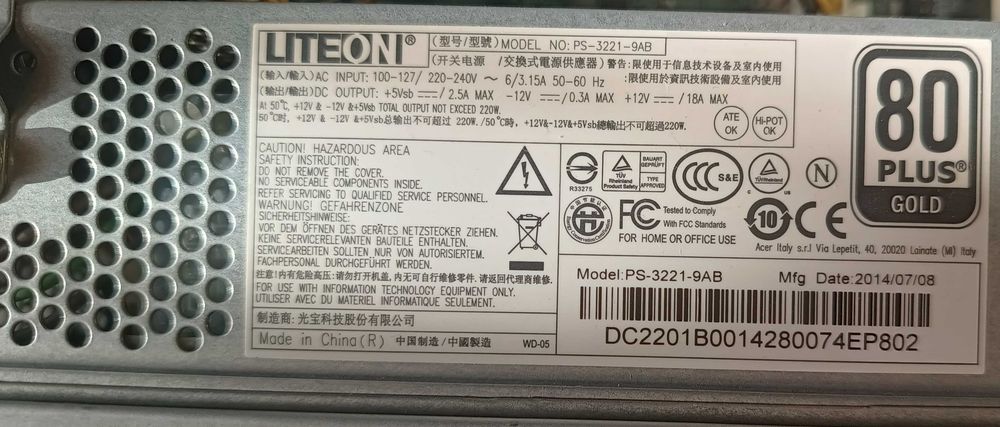 LITEON®
(型号/型號)MODEL NO: PS-3221-9AB
(开关电源 /交换式電源供應器) 警告:限使用于信息技术设备及室内使用
:限使用於資訊技術設備及室内使用
(输入/輸入)AC INPUT: 100-127/ 220-240V ～ 6/3.15A 50-60 Hz
(输出/輸出)DC OUTPUT: +5Vsb ⎓ /2.5A MAX -12V ⎓ /0.3A MAX +12V ⎓ /18A MAX
At 50℃, +12V & -12V &+5Vsb TOTAL OUTPUT NOT EXCEED 220W.
50℃时, +12V & -12V &+5Vsb总输出不可超过 220W./50℃時, +12V&-12V&+5Vsb總輸出不可超過220W.
ATE OK
Hi-POT OK
80
PLUS®
GOLD
CAUTION! HAZARDOUS AREA
SAFETY INSTRUCTION:
DO NOT REMOVE THE COVER.
NO SERVICEABLE COMPONENTS INSIDE.
REFERRING TO QUALIFIED SERVICE PERSONNEL.
WARNUNG! GEFAHRENZONE
SICHERHEITSHINWEISE:
VOR DEM ÖFFNEN DES GERÄTES NETZSTECKER ZIEHEN.
KEINE SERVICERELEVANTEN BAUTEILE ENTHALTEN.
SERVICEARBEITEN SOLLTEN NUR VON AUTORISIERTEM.
FACHPERSONAL DURCHGEFÜHRT WERDEN.
注意!内有危险高压:请勿打开机盖,内无可自行维修零件.请返回代理商维修.
FOR USE WITH INFORMATION TECHNOLOGY EQUIPMENT ONLY.
UTILISER AVEC DU MATERIEL INFORMATIQUE SEULEMENT.
制造商: 光宝科技股份有限公司
Made in China(R) 中国制造/中國製造 WD-05
R33275
TÜV
Rheinland
Product Safety
BAUART
GEPRÜFT
TYPE
APPROVED
CCC S&E
TÜVRheinland
C US
N
FC Tested to Comply
With FCC Standards
FOR HOME OR OFFICE USE
10
CE
Acer Italy s.r.l Via Lepetit, 40, 20020 Lainate (MI) Italy
Model:PS-3221-9AB Mfg Date:2014/07/08
DC2201B0014280074EP802